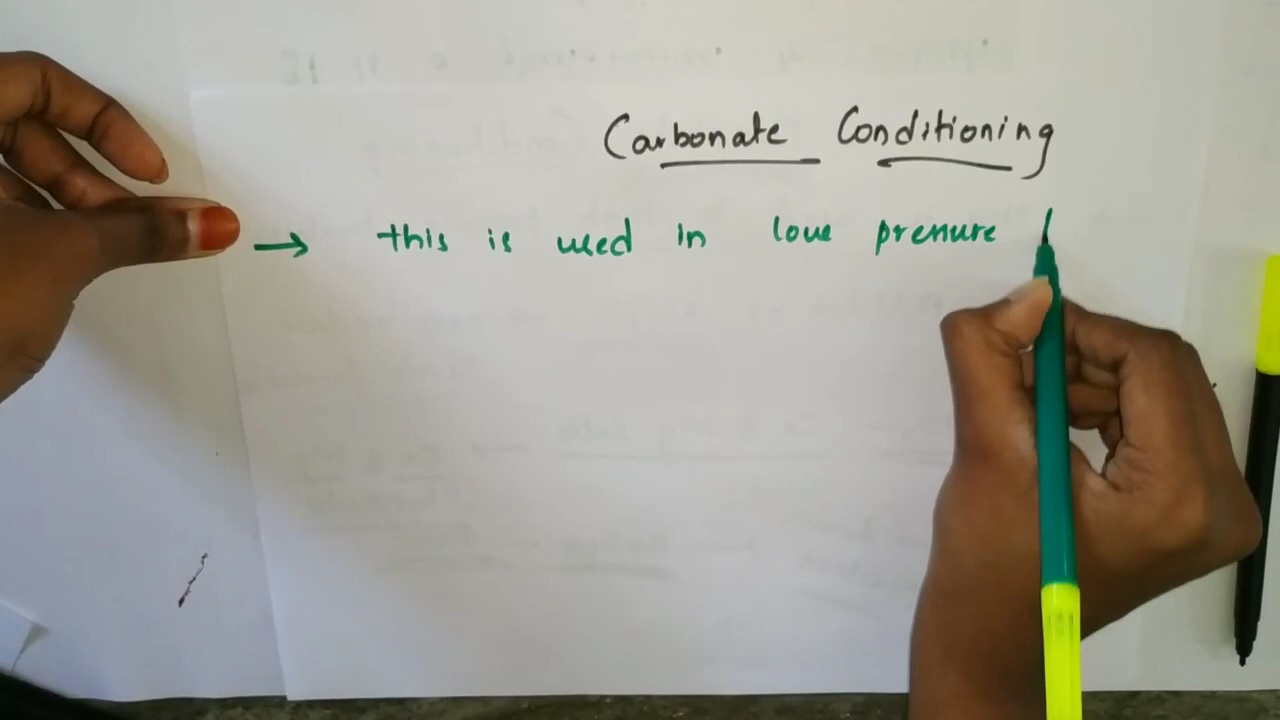 Carbonate Conditioning
→ this is used in low pressure